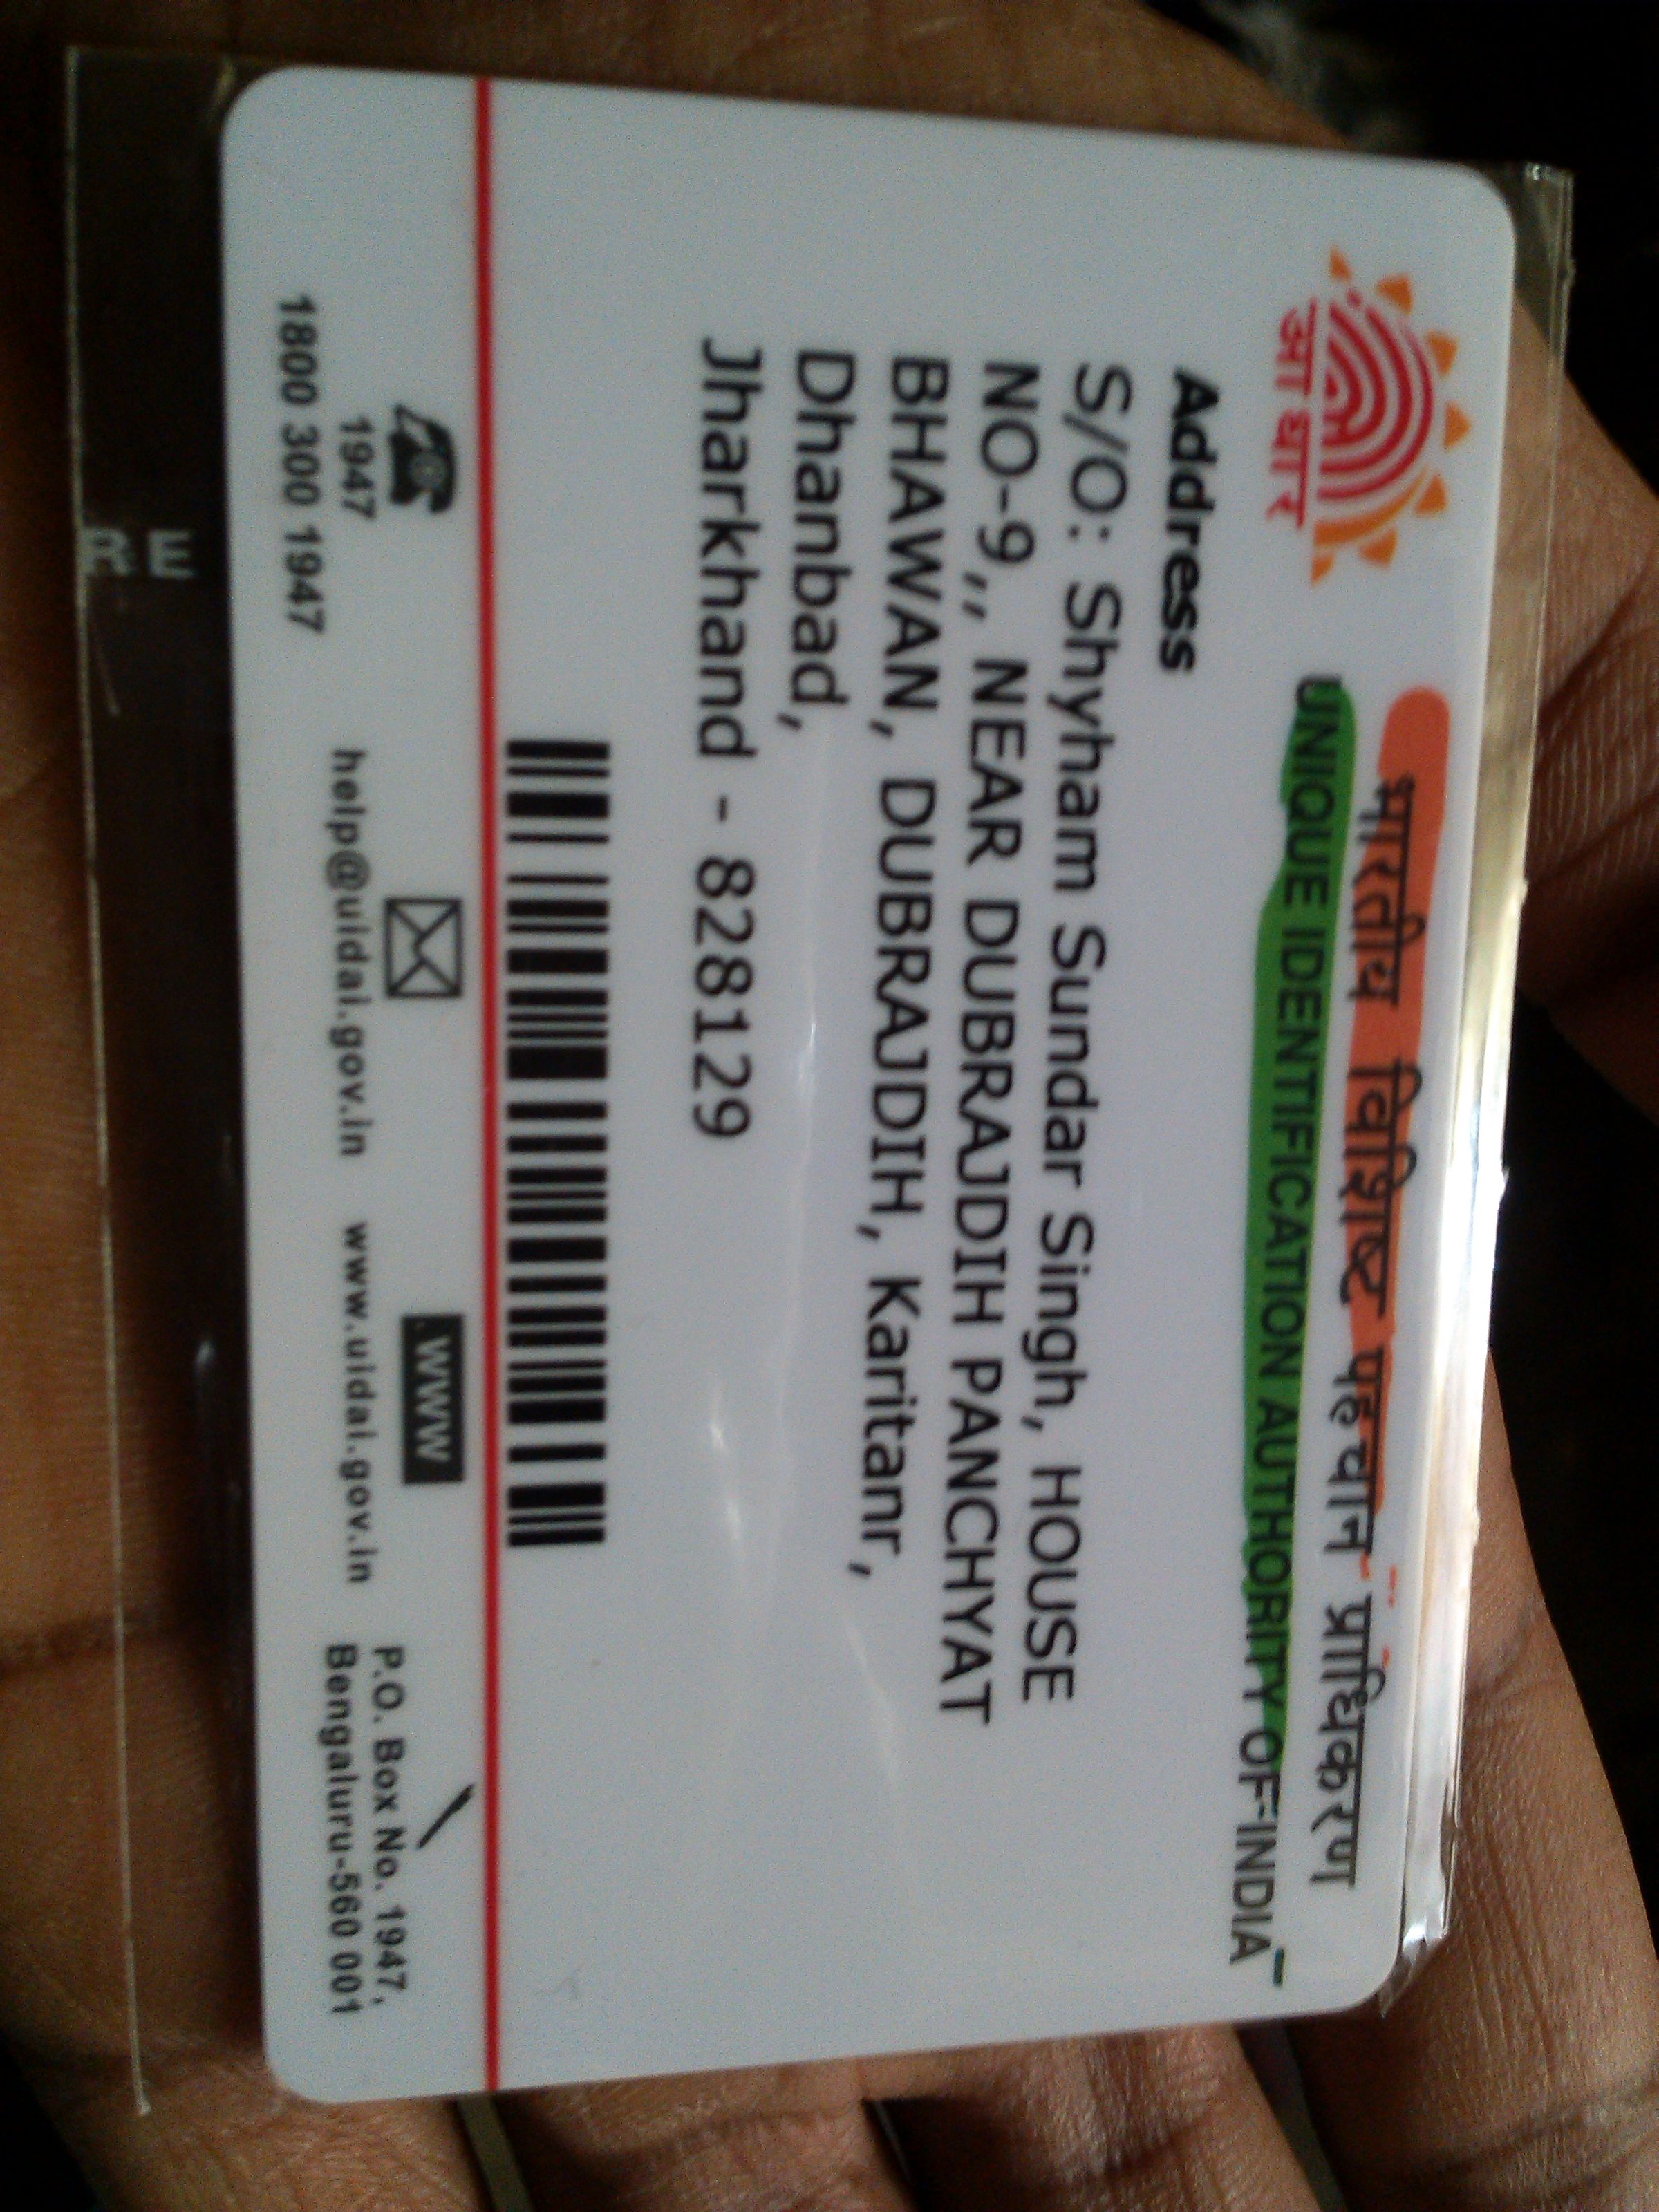 आधार
भारतीय विशिष्ट पहचान प्राधिकरण
UNIQUE IDENTIFICATION AUTHORITY OF INDIA
Address
S/O: Shyham Sundar Singh, HOUSE
NO-9,, NEAR DUBRAJDIH PANCHYAT
BHAWAN, DUBRAJDIH, Karitanr,
Dhanbad,
Jharkhand - 828129
1947
1800 300 1947
help@uidai.gov.in
WWW
www.uidai.gov.in
P.O. Box No. 1947,
Bengaluru-560 001
RE